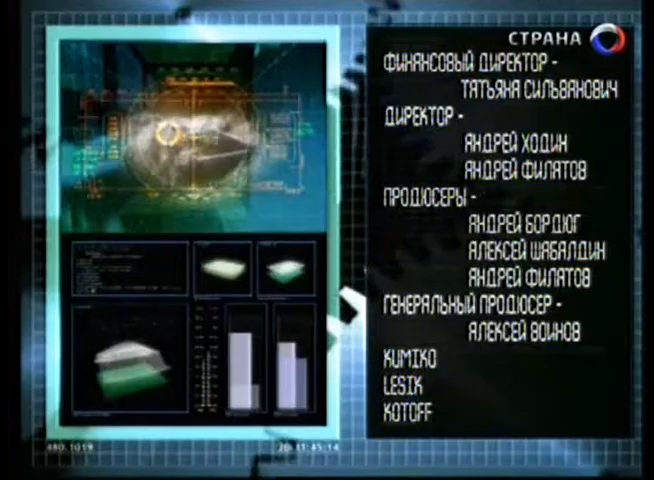 СТРАНА
ФИНАНСОВЫЙ ДИРЕКТОР -
ТАТЬЯНА СИЛЬВАНОВИЧ
ДИРЕКТОР -
АНДРЕЙ ХОДИН
АНДРЕЙ ФИЛАТОВ
ПРОДЮСЕРЫ -
АНДРЕЙ БОРДЮГ
АЛЕКСЕЙ ШАБАЛДИН
АНДРЕЙ ФИЛАТОВ
ГЕНЕРАЛЬНЫЙ ПРОДЮСЕР -
АЛЕКСЕЙ ВОИНОВ
KUMIKO
LESIK
KOTOFF